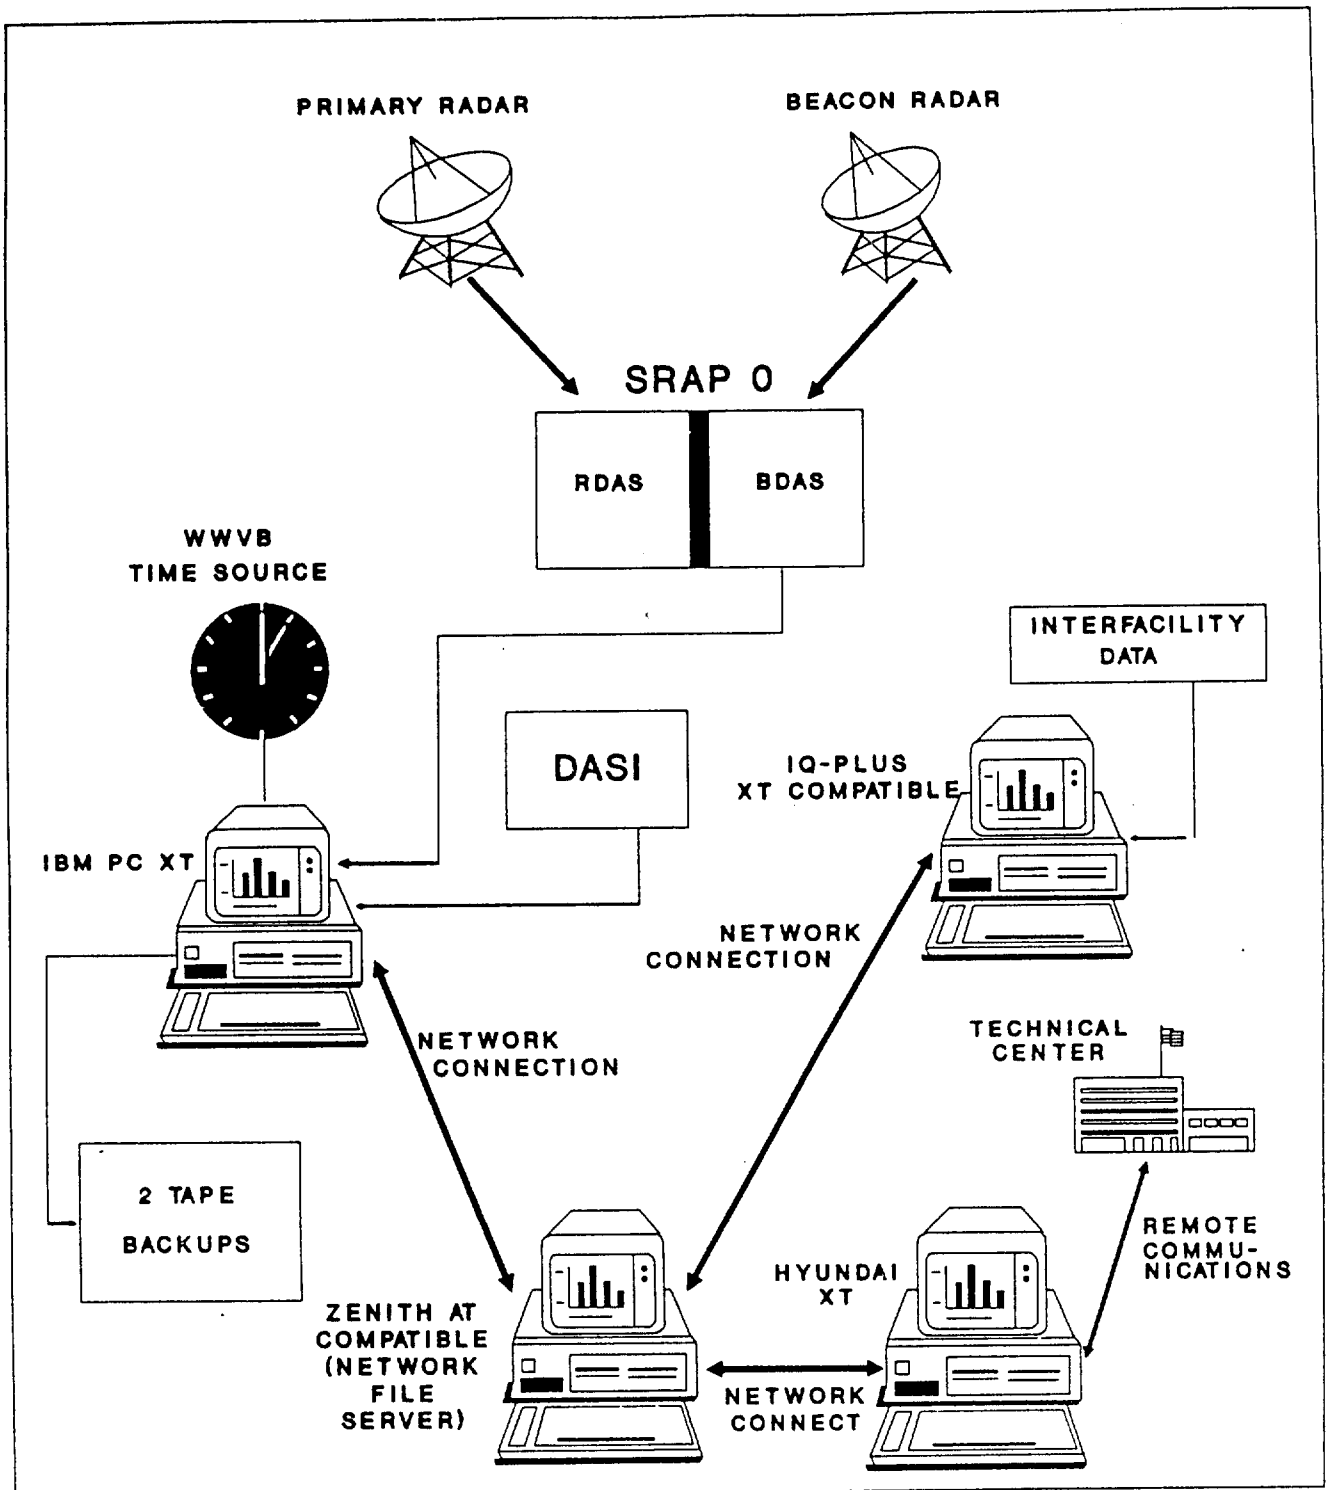 PRIMARY RADAR
BEACON RADAR
SRAP 0
RDAS
BDAS
WWVB
TIME SOURCE
INTERFACILITY
DATA
DASI
IQ-PLUS
XT COMPATIBLE
IBM PC XT
NETWORK
CONNECTION
NETWORK
CONNECTION
TECHNICAL
CENTER
2 TAPE
BACKUPS
REMOTE
COMMU-
NICATIONS
HYUNDAI
XT
ZENITH AT
COMPATIBLE
(NETWORK
FILE
SERVER)
NETWORK
CONNECT